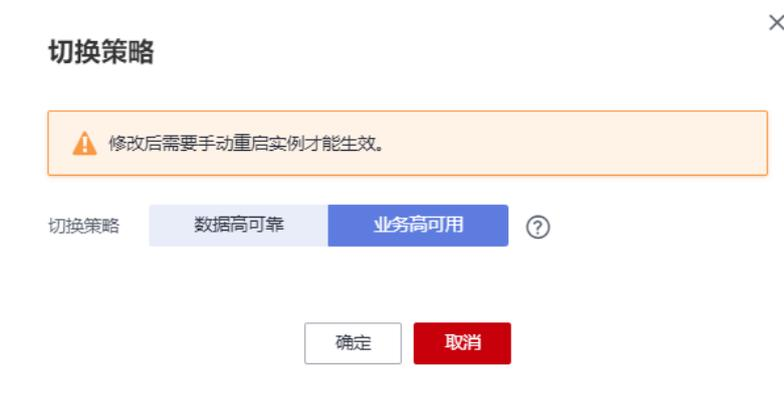 切换策略
修改后需要手动重启实例才能生效。
切换策略 数据高可靠 业务高可用 ?
确定 取消